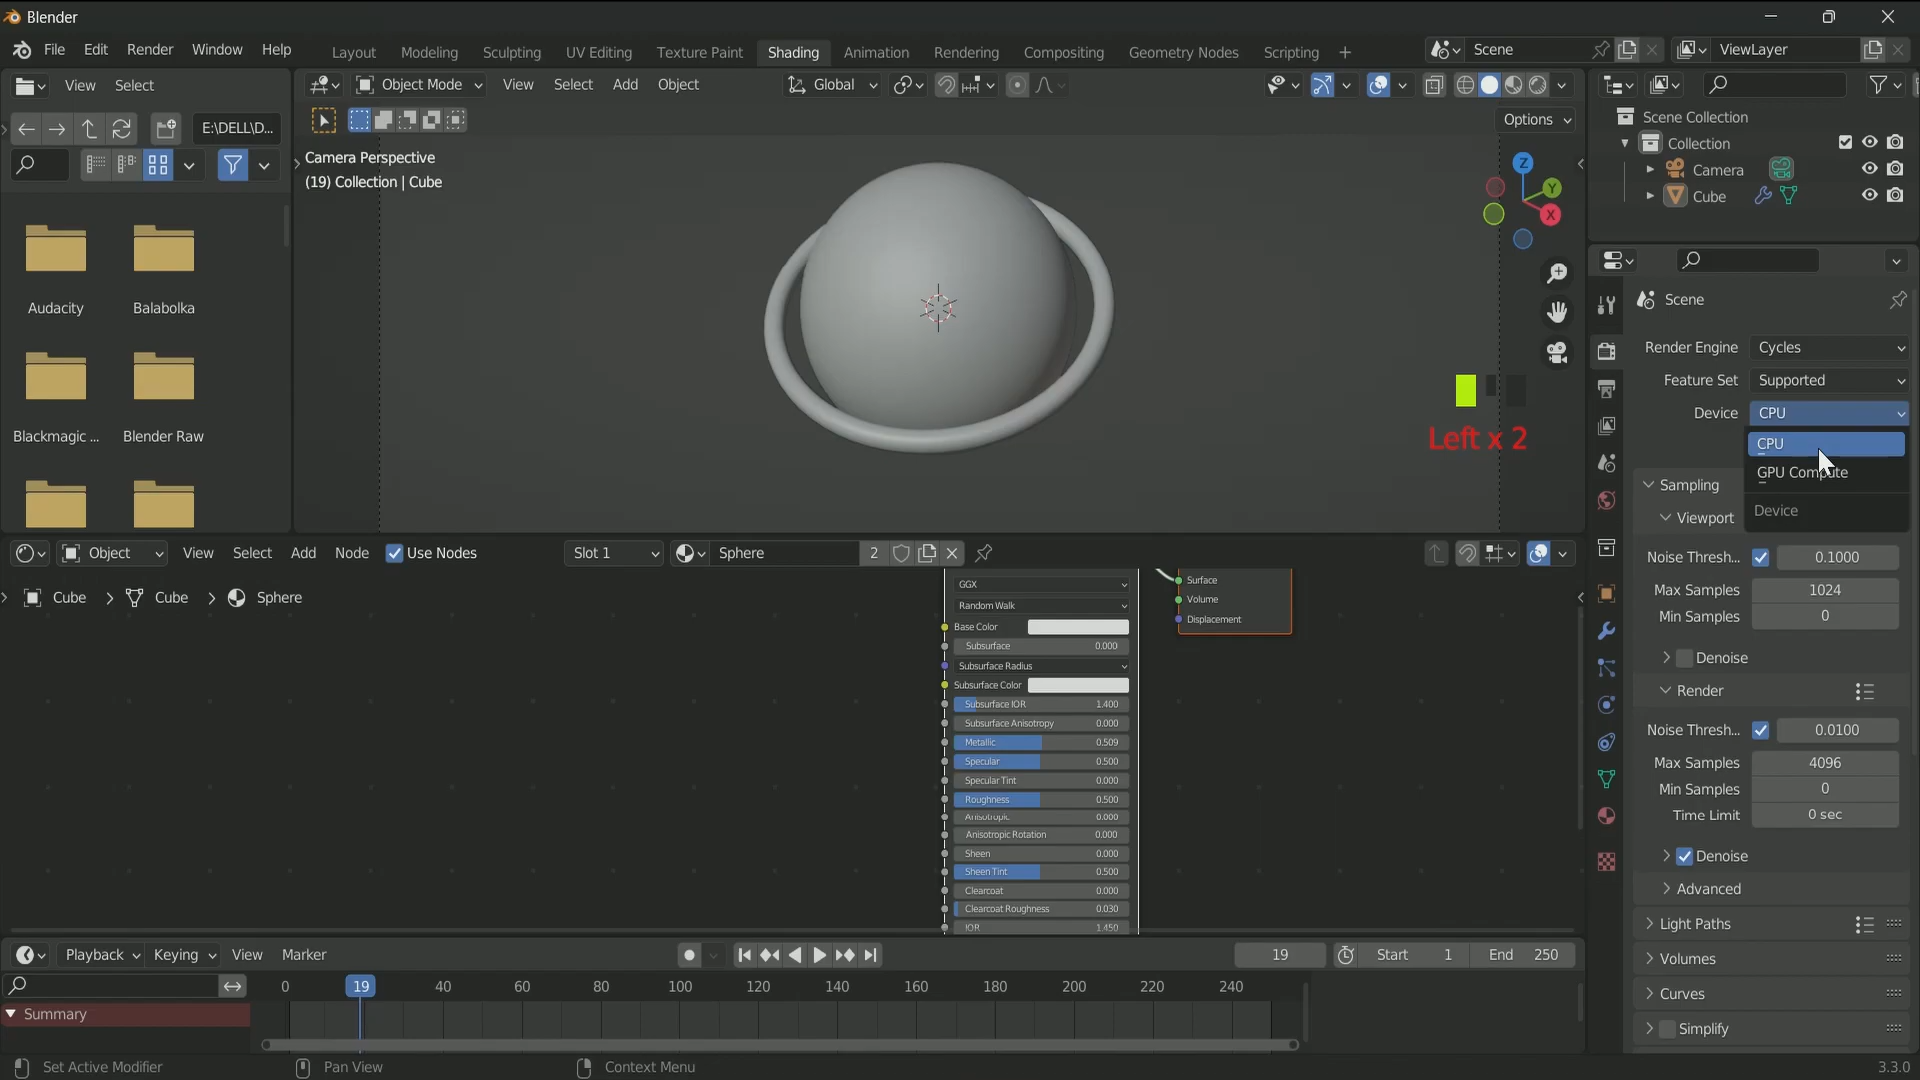 Blender
File Edit Render Window Help
Layout Modeling Sculpting UV Editing Texture Paint Shading Animation Rendering Compositing Geometry Nodes Scripting +
Scene
ViewLayer
View Select
Object Mode View Select Add Object
Global
E:\DELL\D...
Options
Camera Perspective
(19) Collection | Cube
Z
Y
X
Audacity
Balabolka
Blackmagic ...
Blender Raw
Left x 2
Scene Collection
Collection
Camera
Cube
Scene
Render Engine Cycles
Feature Set Supported
Device CPU
CPU
GPU Compute
Device
Sampling
Viewport
Noise Thresh... 0.1000
Max Samples 1024
Min Samples 0
Denoise
Render
Noise Thresh... 0.0100
Max Samples 4096
Min Samples 0
Time Limit 0 sec
Denoise
Advanced
Light Paths
Volumes
Curves
Simplify
Object View Select Add Node Use Nodes
Slot 1
Sphere 2
Cube > Cube > Sphere
GGX
Random Walk
Base Color
Subsurface 0.000
Subsurface Radius
Subsurface Color
Subsurface IOR 1.400
Subsurface Anisotropy 0.000
Metallic 0.509
Specular 0.500
Specular Tint 0.000
Roughness 0.500
Anisotropic 0.000
Anisotropic Rotation 0.000
Sheen 0.000
Sheen Tint 0.500
Clearcoat 0.000
Clearcoat Roughness 0.030
IOR 1.450
Surface
Volume
Displacement
Playback Keying View Marker
19
Start 1
End 250
0 19 40 60 80 100 120 140 160 180 200 220 240
Summary
Set Active Modifier
Pan View
Context Menu
3.3.0